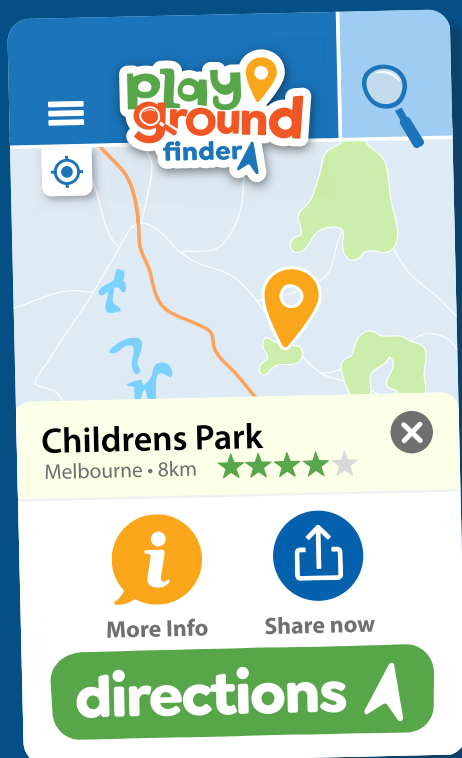 play
ground
finder
Childrens Park
Melbourne • 8km
i
More Info
Share now
directions